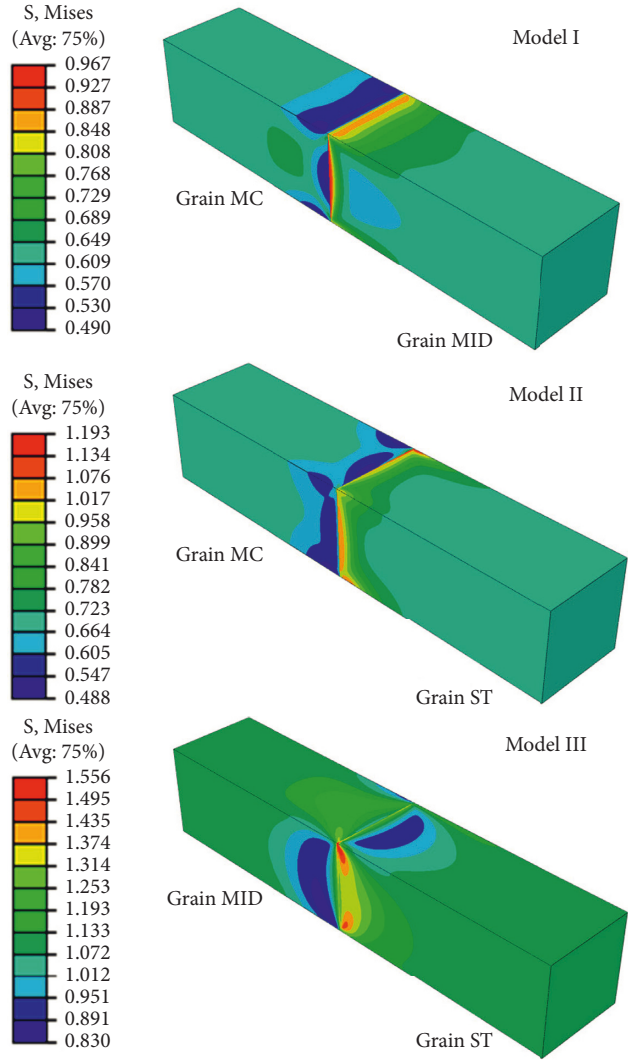 S, Mises
(Avg: 75%)
0.967
0.927
0.887
0.848
0.808
0.768
0.729
0.689
0.649
0.609
0.570
0.530
0.490
Model I
Grain MC
Grain MID
S, Mises
(Avg: 75%)
1.193
1.134
1.076
1.017
0.958
0.899
0.841
0.782
0.723
0.664
0.605
0.547
0.488
Model II
Grain MC
Grain ST
S, Mises
(Avg: 75%)
1.556
1.495
1.435
1.374
1.314
1.253
1.193
1.133
1.072
1.012
0.951
0.891
0.830
Model III
Grain MID
Grain ST